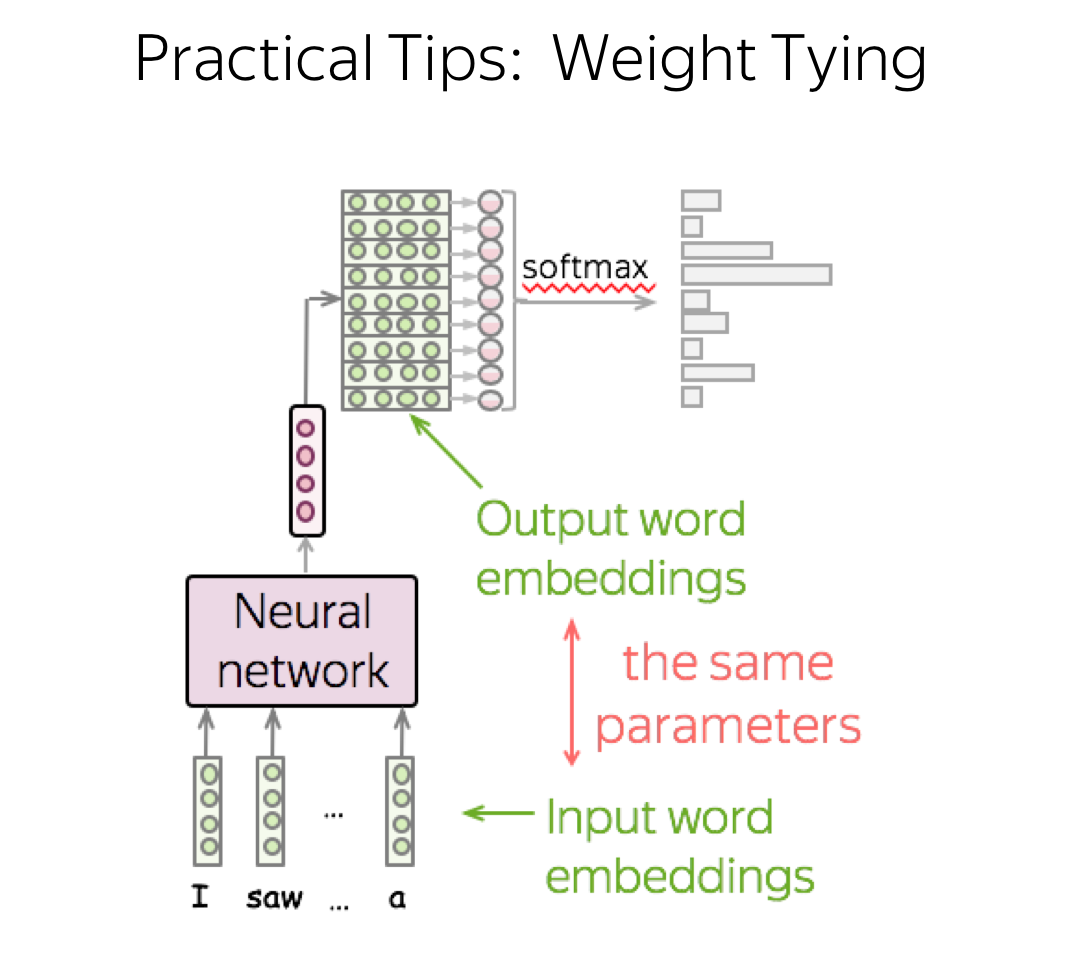 Practical Tips: Weight Tying
softmax
Output word
embeddings
Neural
network
the same
parameters
...
Input word
embeddings
I saw ... a